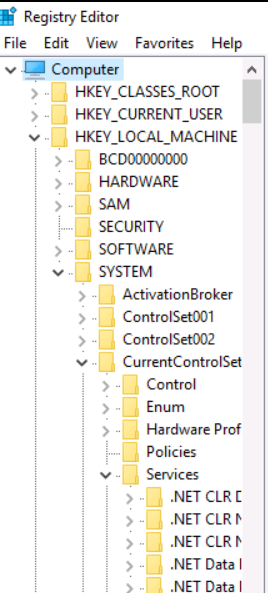 Registry Editor
File Edit View Favorites Help
Computer
HKEY_CLASSES_ROOT
HKEY_CURRENT_USER
HKEY_LOCAL_MACHINE
BCD00000000
HARDWARE
SAM
SECURITY
SOFTWARE
SYSTEM
ActivationBroker
ControlSet001
ControlSet002
CurrentControlSet
Control
Enum
Hardware Prof
Policies
Services
.NET CLR D
.NET CLR N
.NET CLR N
.NET Data
.NET Data